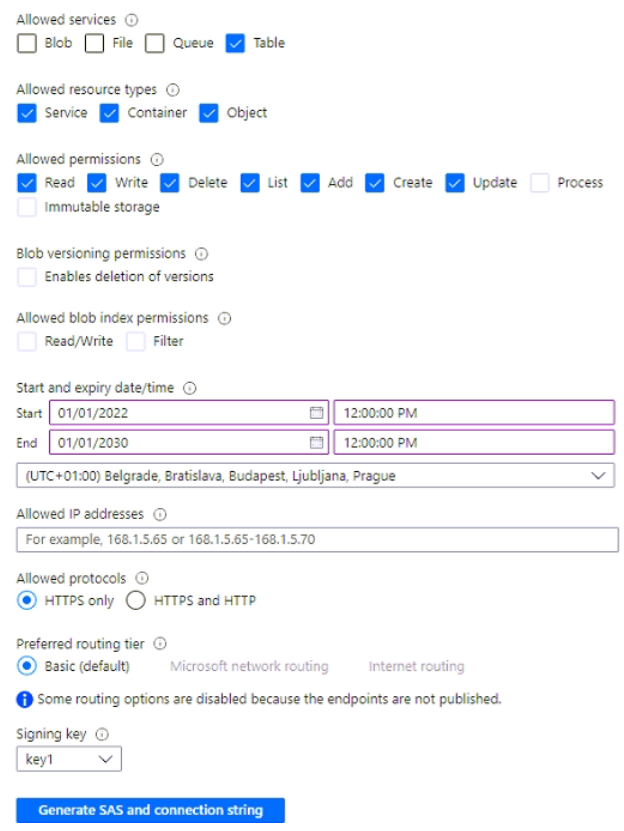 Allowed services
Blob File Queue Table
Allowed resource types
Service Container Object
Allowed permissions
Read Write Delete List Add Create Update Process
Immutable storage
Blob versioning permissions
Enables deletion of versions
Allowed blob index permissions
Read/Write Filter
Start and expiry date/time
Start 01/01/2022 12:00:00 PM
End 01/01/2030 12:00:00 PM
(UTC+01:00) Belgrade, Bratislava, Budapest, Ljubljana, Prague
Allowed IP addresses
For example, 168.1.5.65 or 168.1.5.65-168.1.5.70
Allowed protocols
HTTPS only HTTPS and HTTP
Preferred routing tier
Basic (default) Microsoft network routing Internet routing
Some routing options are disabled because the endpoints are not published.
Signing key
key1
Generate SAS and connection string